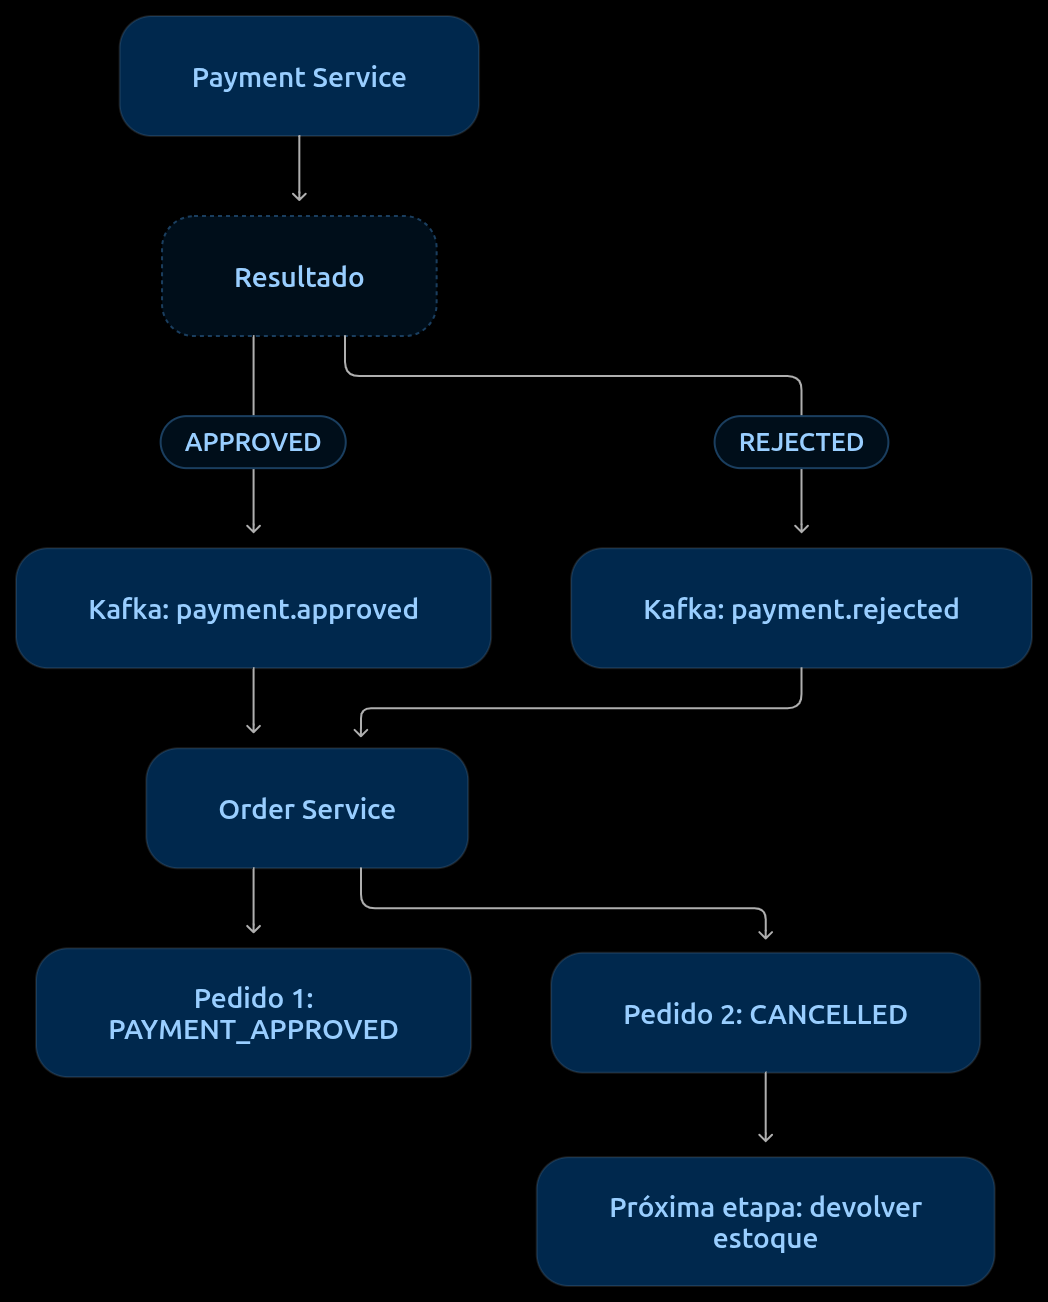 Payment Service
Resultado
APPROVED
REJECTED
Kafka: payment.approved
Kafka: payment.rejected
Order Service
Pedido 1:
PAYMENT_APPROVED
Pedido 2: CANCELLED
Próxima etapa: devolver
estoque